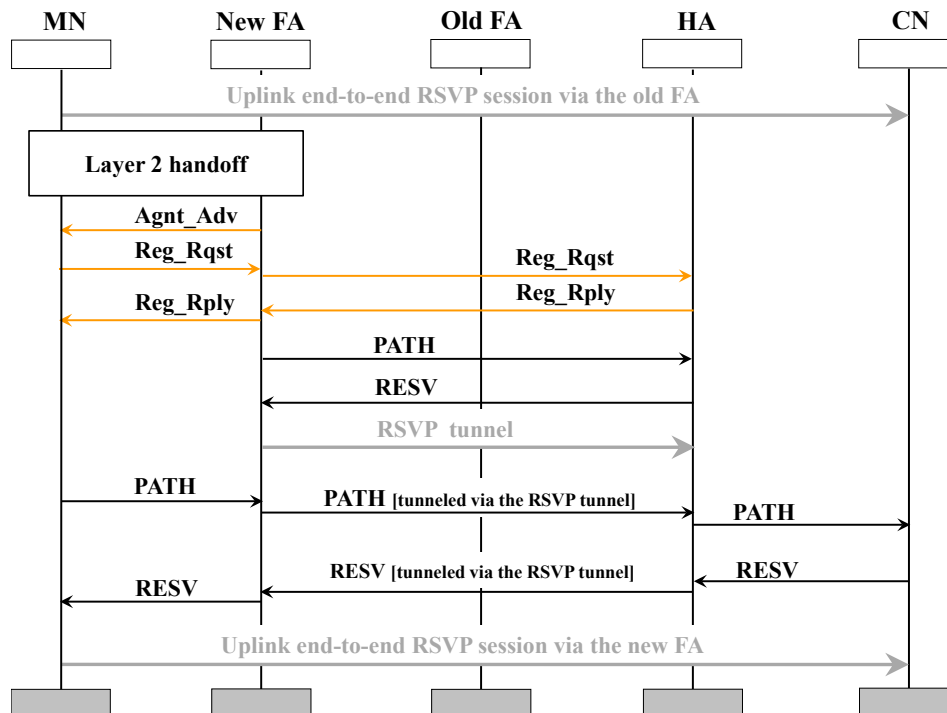 MN New FA Old FA HA CN
Uplink end-to-end RSVP session via the old FA
Layer 2 handoff
Agnt_Adv
Reg_Rqst Reg_Rqst
Reg_Rply Reg_Rply
PATH
RESV
RSVP tunnel
PATH PATH [tunneled via the RSVP tunnel] PATH
RESV RESV [tunneled via the RSVP tunnel] RESV
Uplink end-to-end RSVP session via the new FA